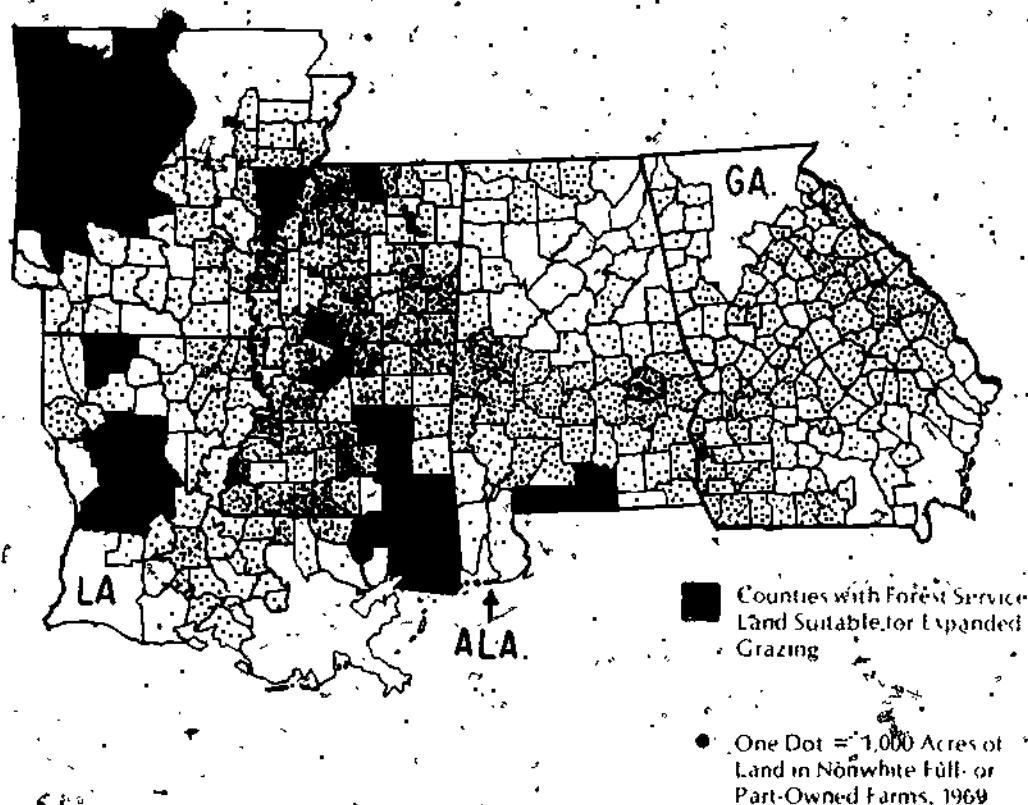 GA.
LA
ALA.
Counties with Forest Service
Land Suitable for Expanded
Grazing
One Dot = 1,000 Acres of
Land in Nonwhite Full- or
Part-Owned Farms, 1969